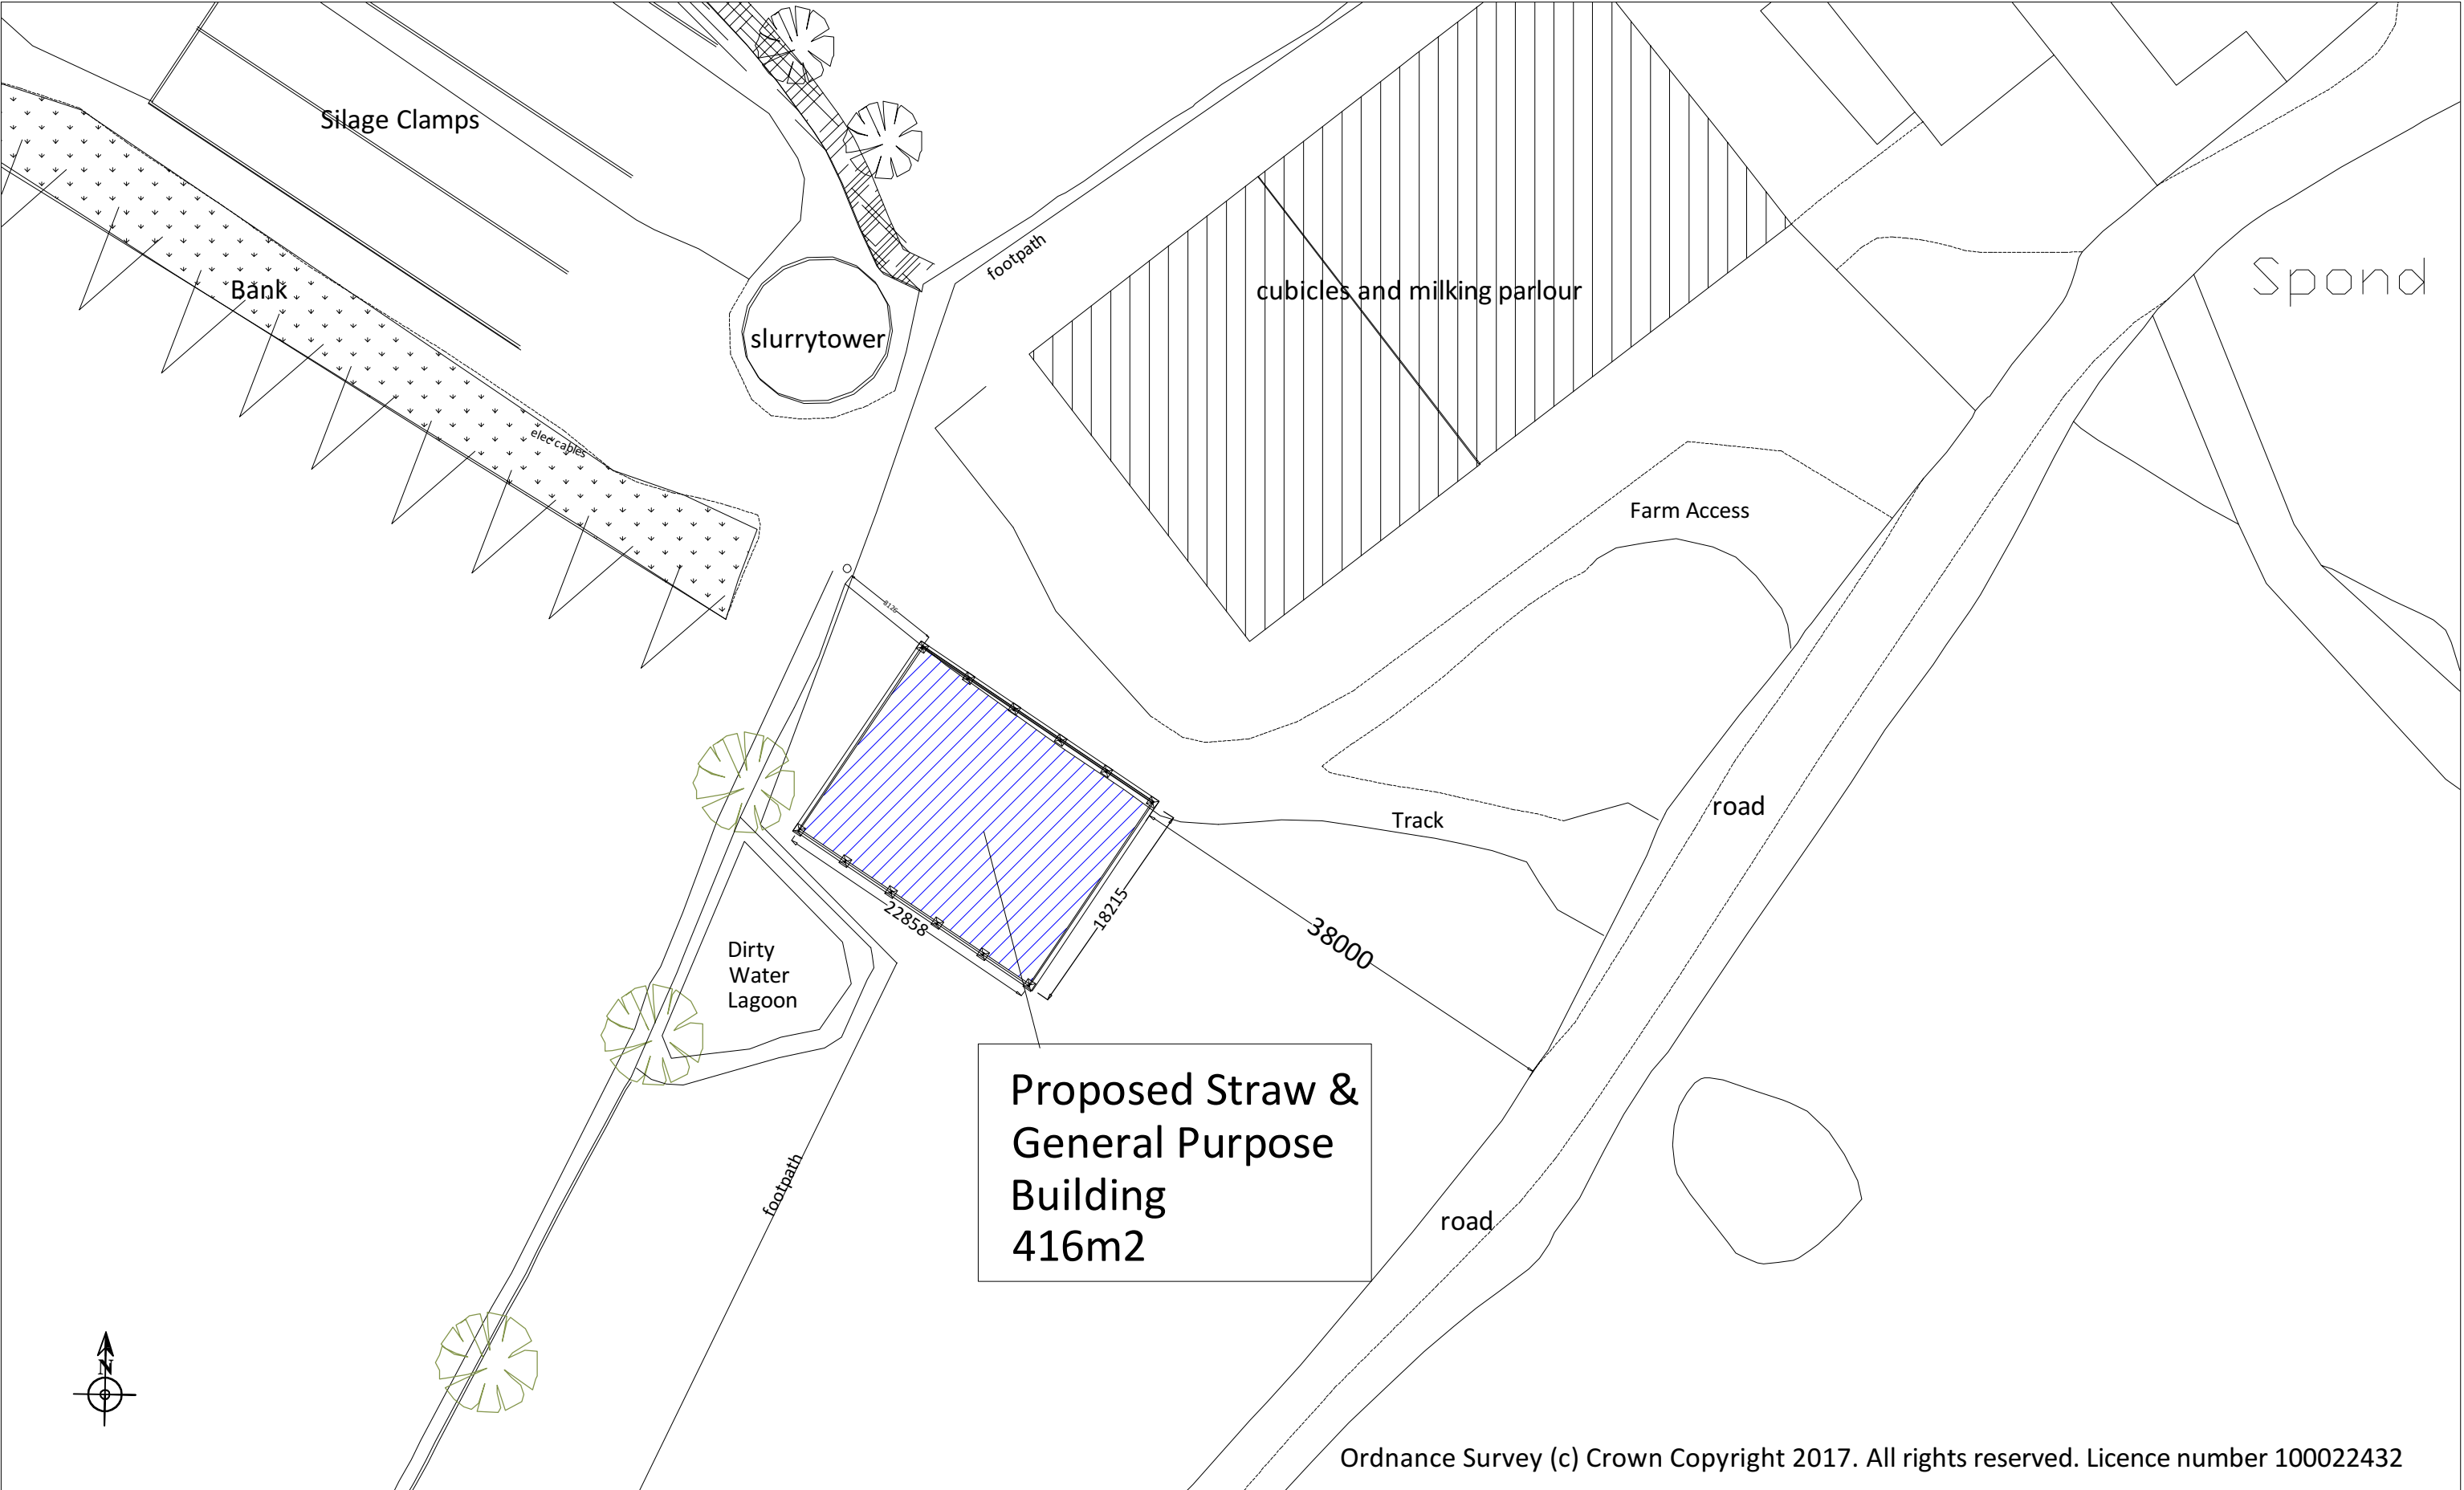 Silage Clamps
footpath
Spond
Bank
cubicles and milking parlour
slurrytower
elec cables
Farm Access
8126
road
Track
22858
18215
38000
Dirty
Water
Lagoon
Proposed Straw &
General Purpose
Building
416m2
footpath
road
N
Ordnance Survey (c) Crown Copyright 2017. All rights reserved. Licence number 100022432